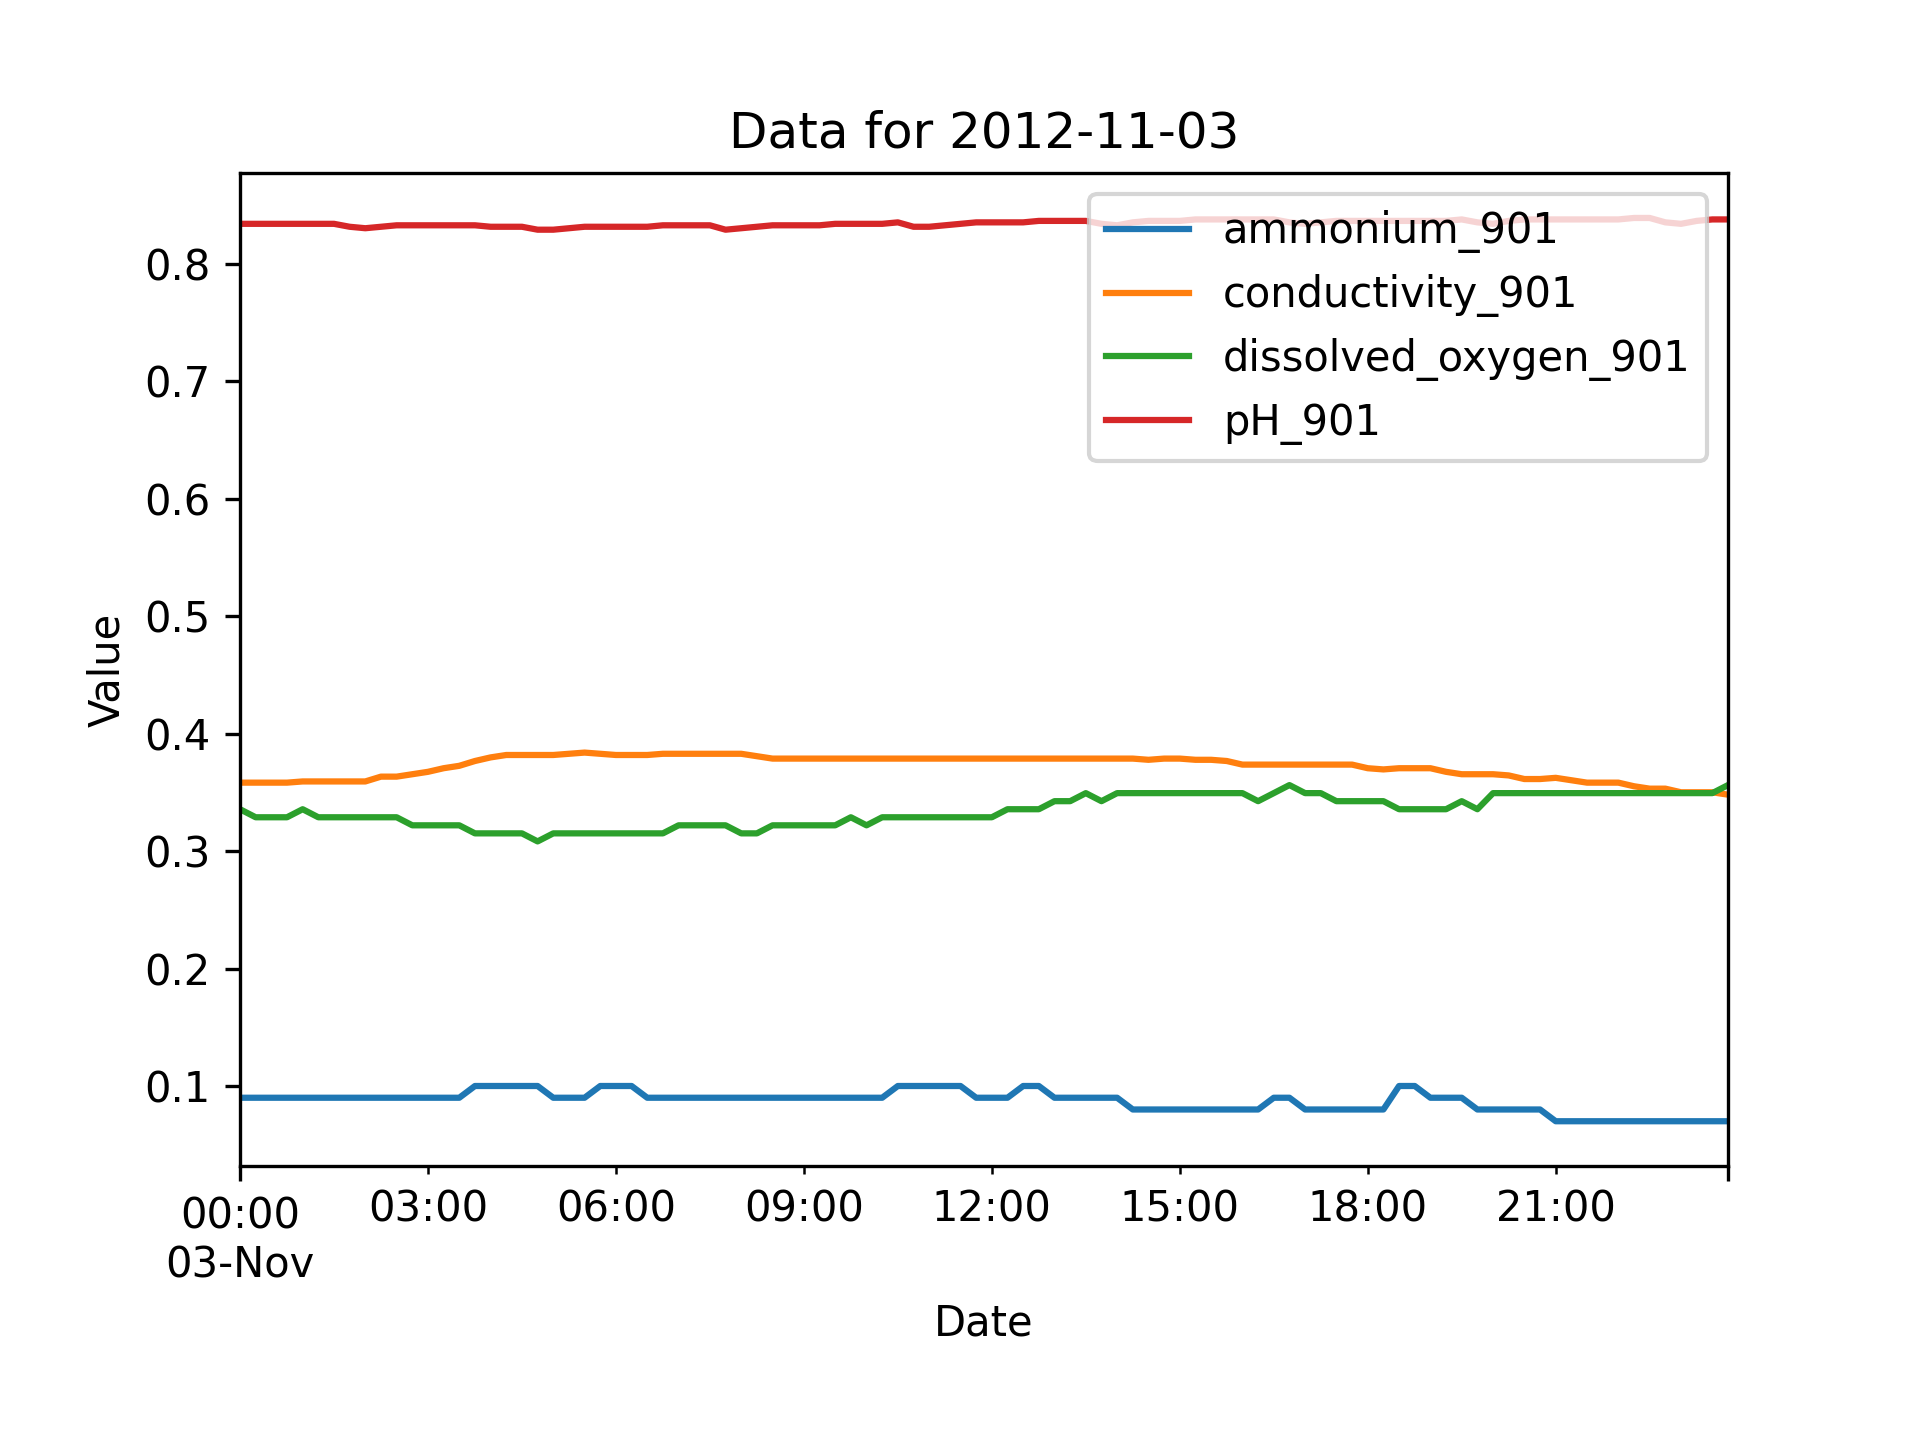 Data for 2012-11-03
ammonium_901
conductivity_901
dissolved_oxygen_901
pH_901
0.8
0.7
0.6
0.5
0.4
0.3
0.2
0.1
Value
00:00 03:00 06:00 09:00 12:00 15:00 18:00 21:00
03-Nov
Date